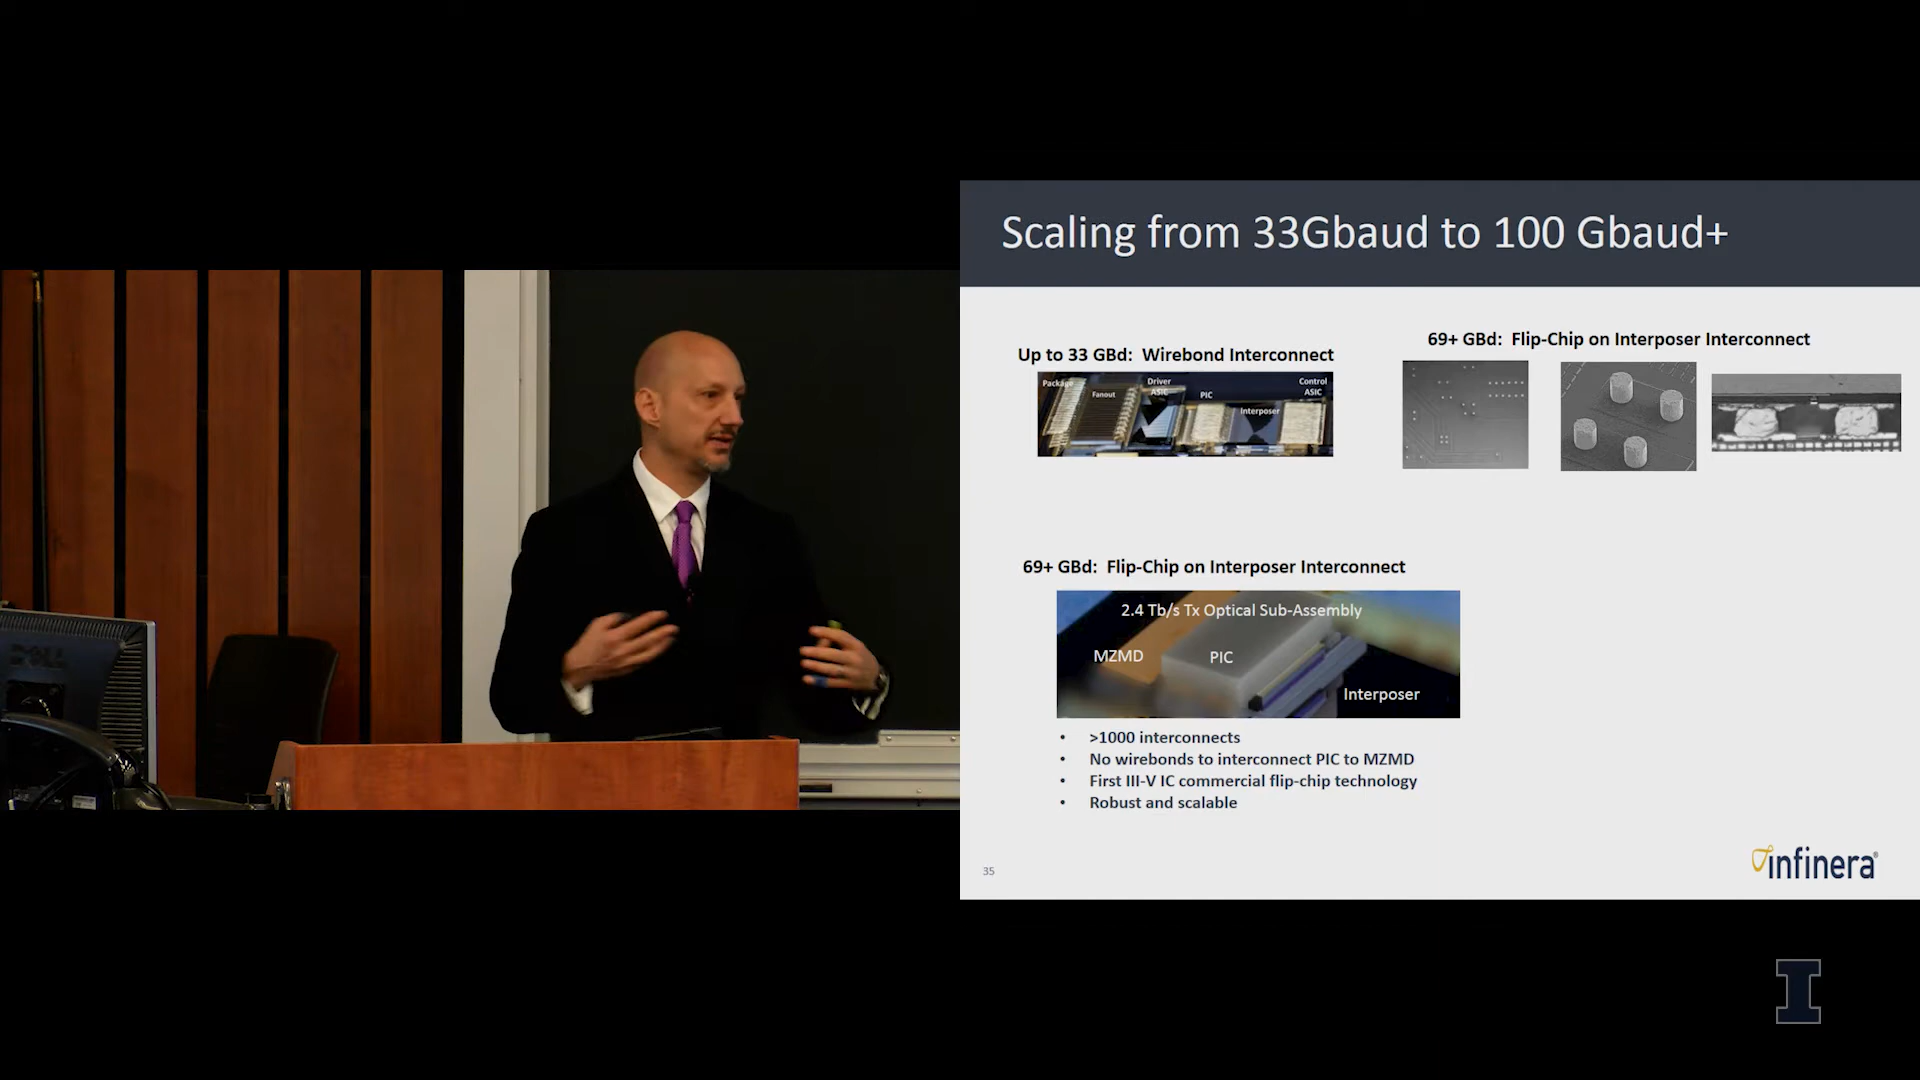 Scaling from 33Gbaud to 100 Gbaud+
Up to 33 GBd: Wirebond Interconnect
Package
Fanout
Driver
ASIC
PIC
Interposer
Control
ASIC
69+ GBd: Flip-Chip on Interposer Interconnect
69+ GBd: Flip-Chip on Interposer Interconnect
2.4 Tb/s Tx Optical Sub-Assembly
MZMD
PIC
Interposer
• >1000 interconnects
• No wirebonds to interconnect PIC to MZMD
• First III-V IC commercial flip-chip technology
• Robust and scalable
35
infinera
DELL
I